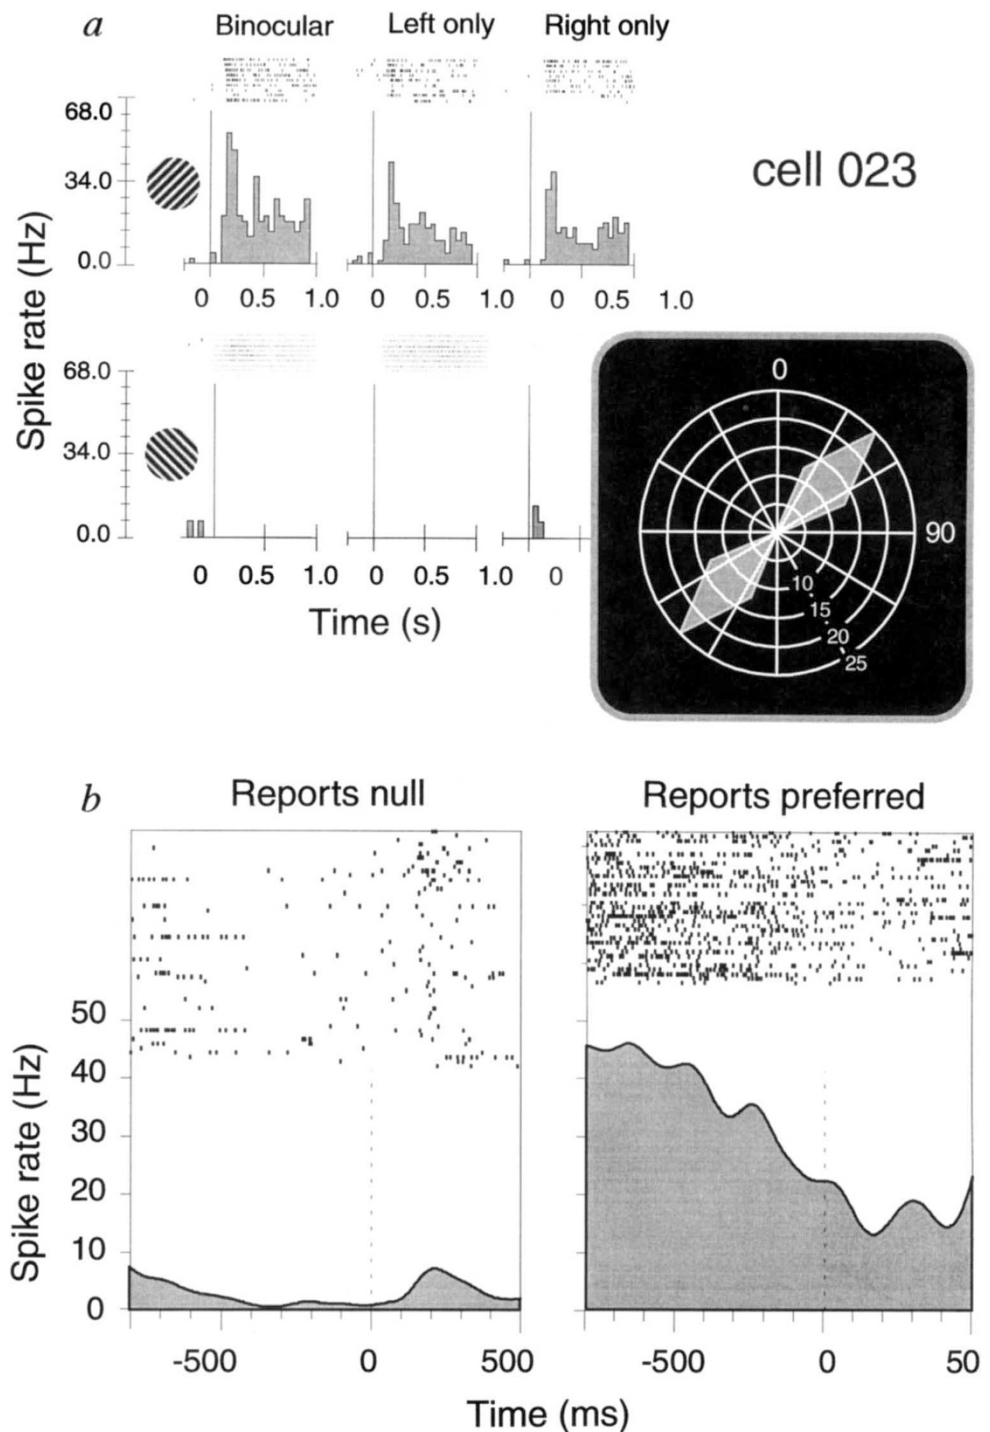 a
Binocular Left only Right only
cell 023
Spike rate (Hz)
68.0
34.0
0.0
0 0.5 1.0 0 0.5 1.0 0 0.5 1.0
68.0
34.0
0.0
0 0.5 1.0 0 0.5 1.0 0
Time (s)
0
90
10
15
20
25
b
Reports null Reports preferred
Spike rate (Hz)
50
40
30
20
10
0
-500 0 500 -500 0 50
Time (ms)